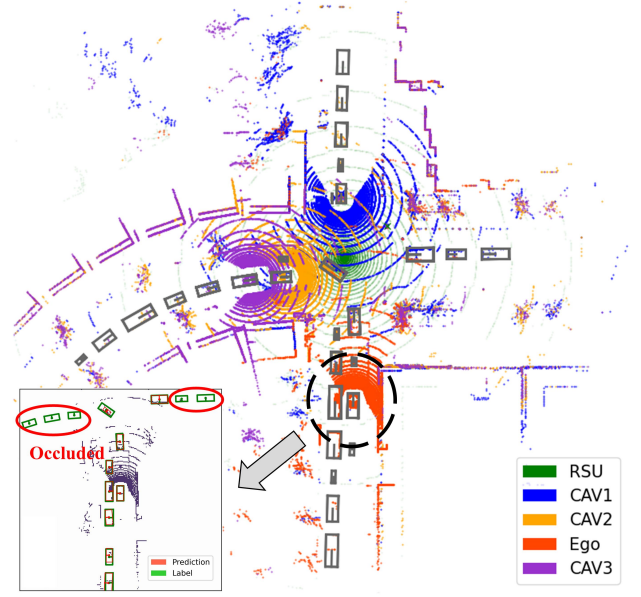 Occluded
Prediction
Label
RSU
CAV1
CAV2
Ego
CAV3